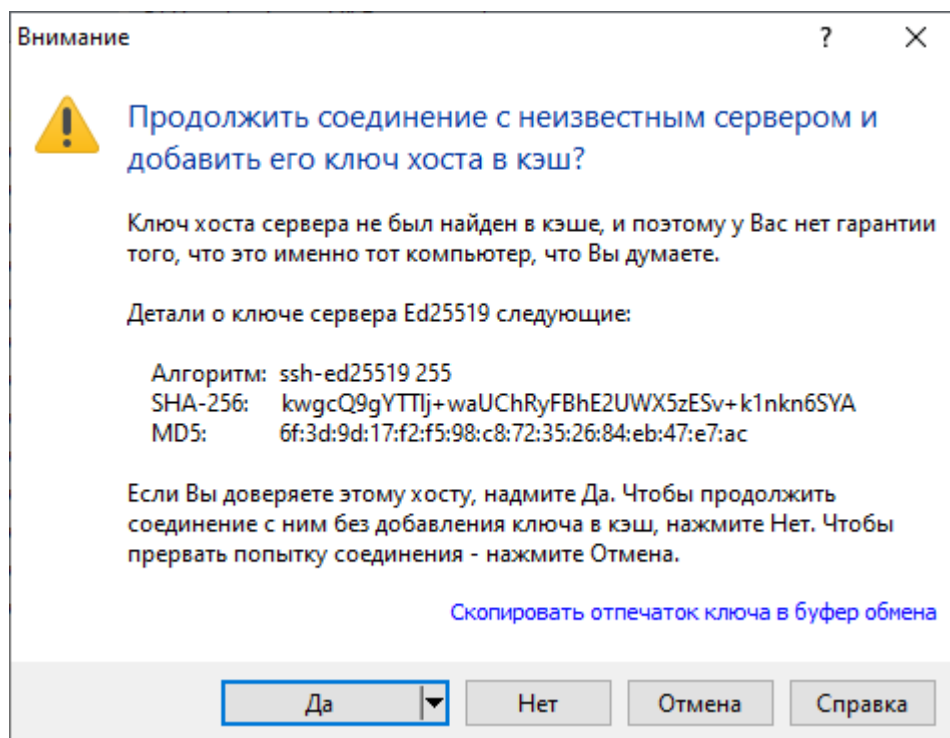 Внимание
?
Продолжить соединение с неизвестным сервером и
добавить его ключ хоста в кэш?
Ключ хоста сервера не был найден в кэше, и поэтому у Вас нет гарантии
того, что это именно тот компьютер, что Вы думаете.
Детали о ключе сервера Ed25519 следующие:
Алгоритм: ssh-ed25519 255
SHA-256: kwgcQ9gYTTlj+waUChRyFBhE2UWX5zESv+k1nkn6SYA
MD5: 6f:3d:9d:17:f2:f5:98:c8:72:35:26:84:eb:47:e7:ac
Если Вы доверяете этому хосту, надмите Да. Чтобы продолжить
соединение с ним без добавления ключа в кэш, нажмите Нет. Чтобы
прервать попытку соединения - нажмите Отмена.
Скопировать отпечаток ключа в буфер обмена
Да Нет Отмена Справка